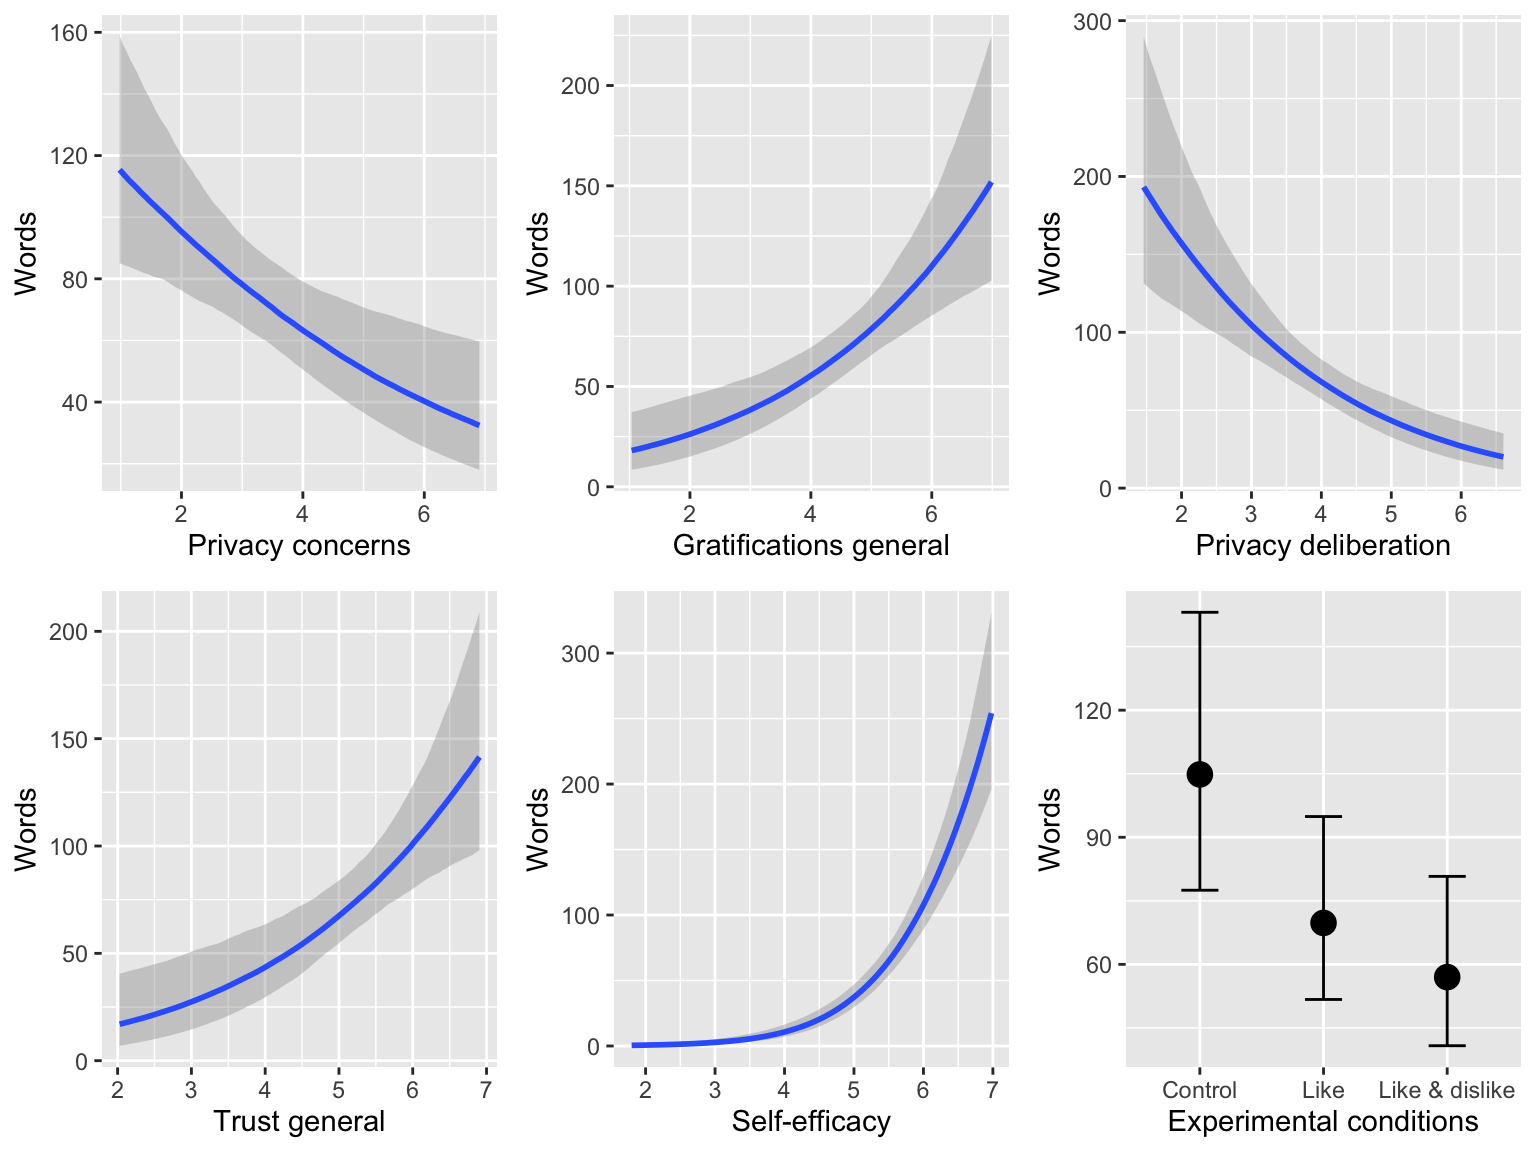 160
120
80
40
Words
2 4 6
Privacy concerns
200
150
100
50
0
Words
2 4 6
Gratifications general
300
200
100
0
Words
2 3 4 5 6
Privacy deliberation
200
150
100
50
0
Words
2 3 4 5 6 7
Trust general
300
200
100
0
Words
2 3 4 5 6 7
Self-efficacy
120
90
60
Words
Control Like Like & dislike
Experimental conditions